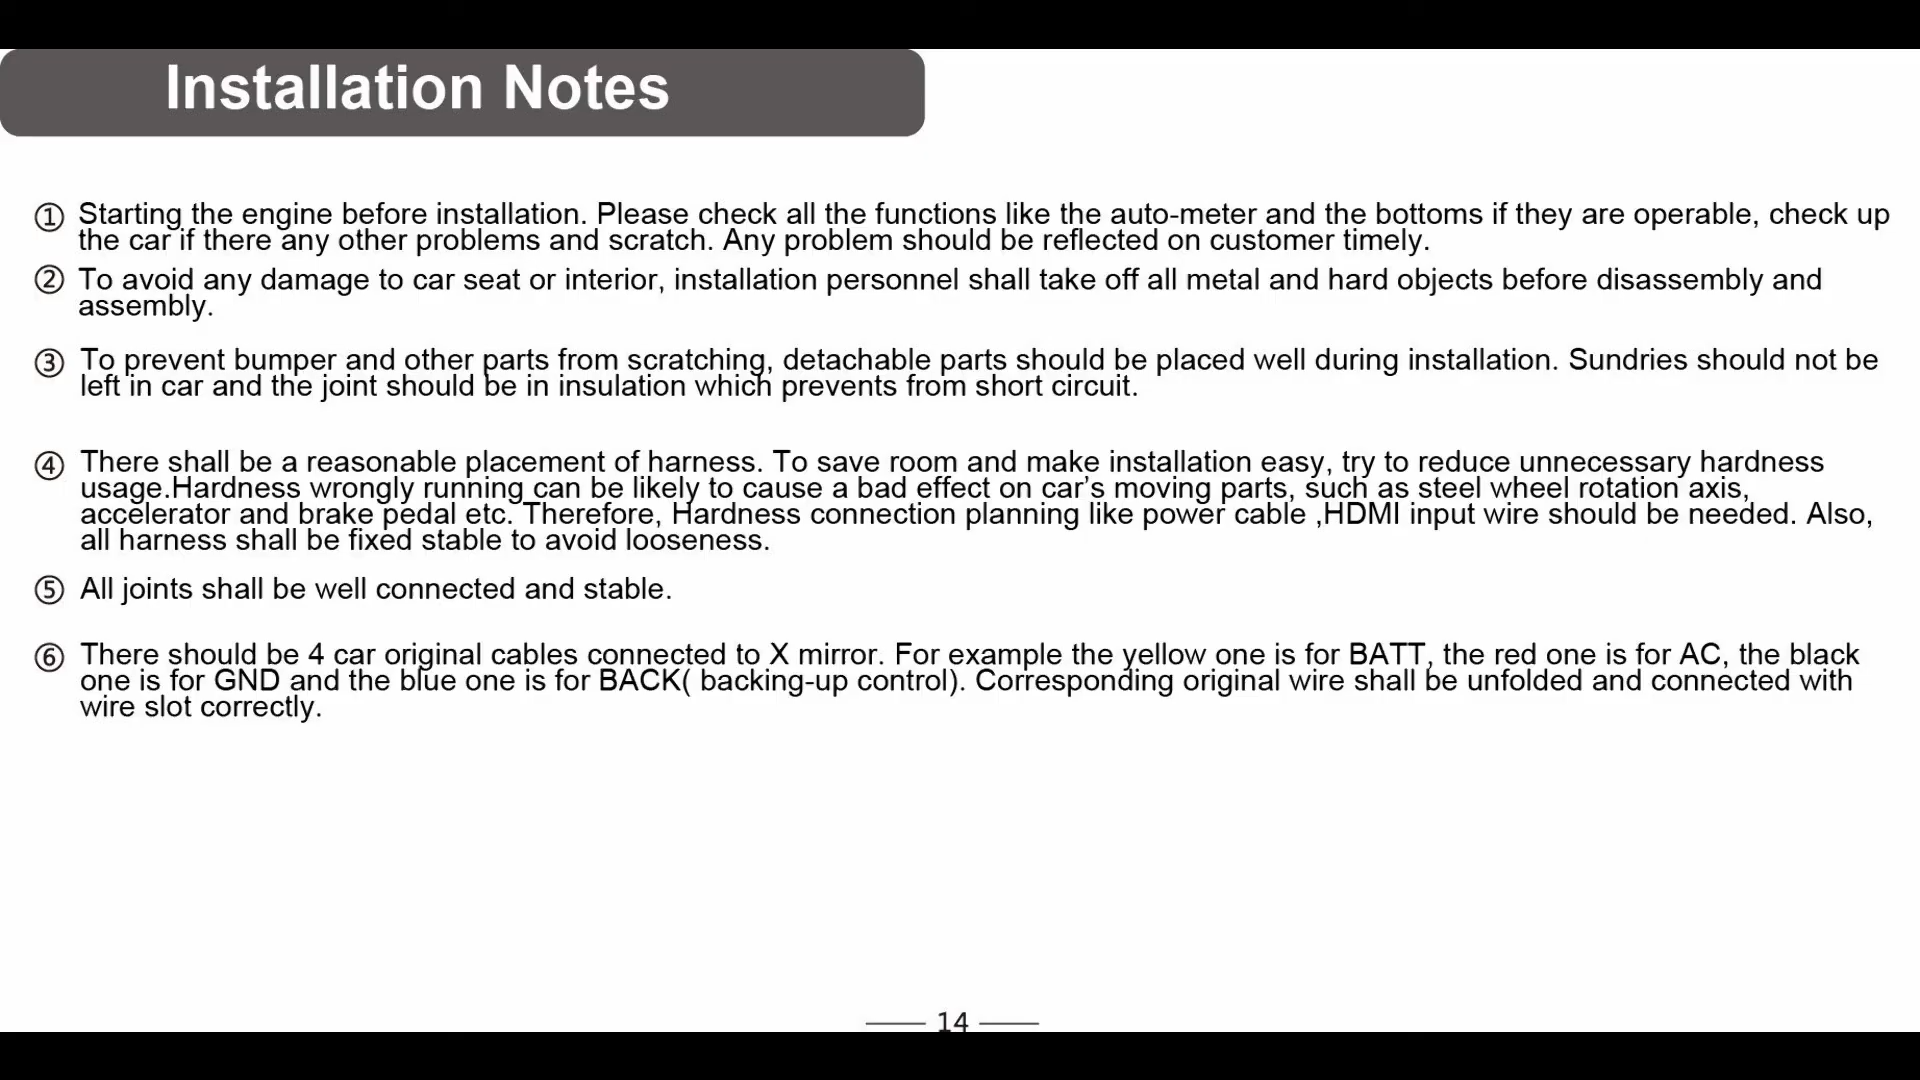 Installation Notes
① Starting the engine before installation. Please check all the functions like the auto-meter and the bottoms if they are operable, check up
the car if there any other problems and scratch. Any problem should be reflected on customer timely.
② To avoid any damage to car seat or interior, installation personnel shall take off all metal and hard objects before disassembly and
assembly.
③ To prevent bumper and other parts from scratching, detachable parts should be placed well during installation. Sundries should not be
left in car and the joint should be in insulation which prevents from short circuit.
④ There shall be a reasonable placement of harness. To save room and make installation easy, try to reduce unnecessary hardness
usage.Hardness wrongly running can be likely to cause a bad effect on car’s moving parts, such as steel wheel rotation axis,
accelerator and brake pedal etc. Therefore, Hardness connection planning like power cable ,HDMI input wire should be needed. Also,
all harness shall be fixed stable to avoid looseness.
⑤ All joints shall be well connected and stable.
⑥ There should be 4 car original cables connected to X mirror. For example the yellow one is for BATT, the red one is for AC, the black
one is for GND and the blue one is for BACK( backing-up control). Corresponding original wire shall be unfolded and connected with
wire slot correctly.
14